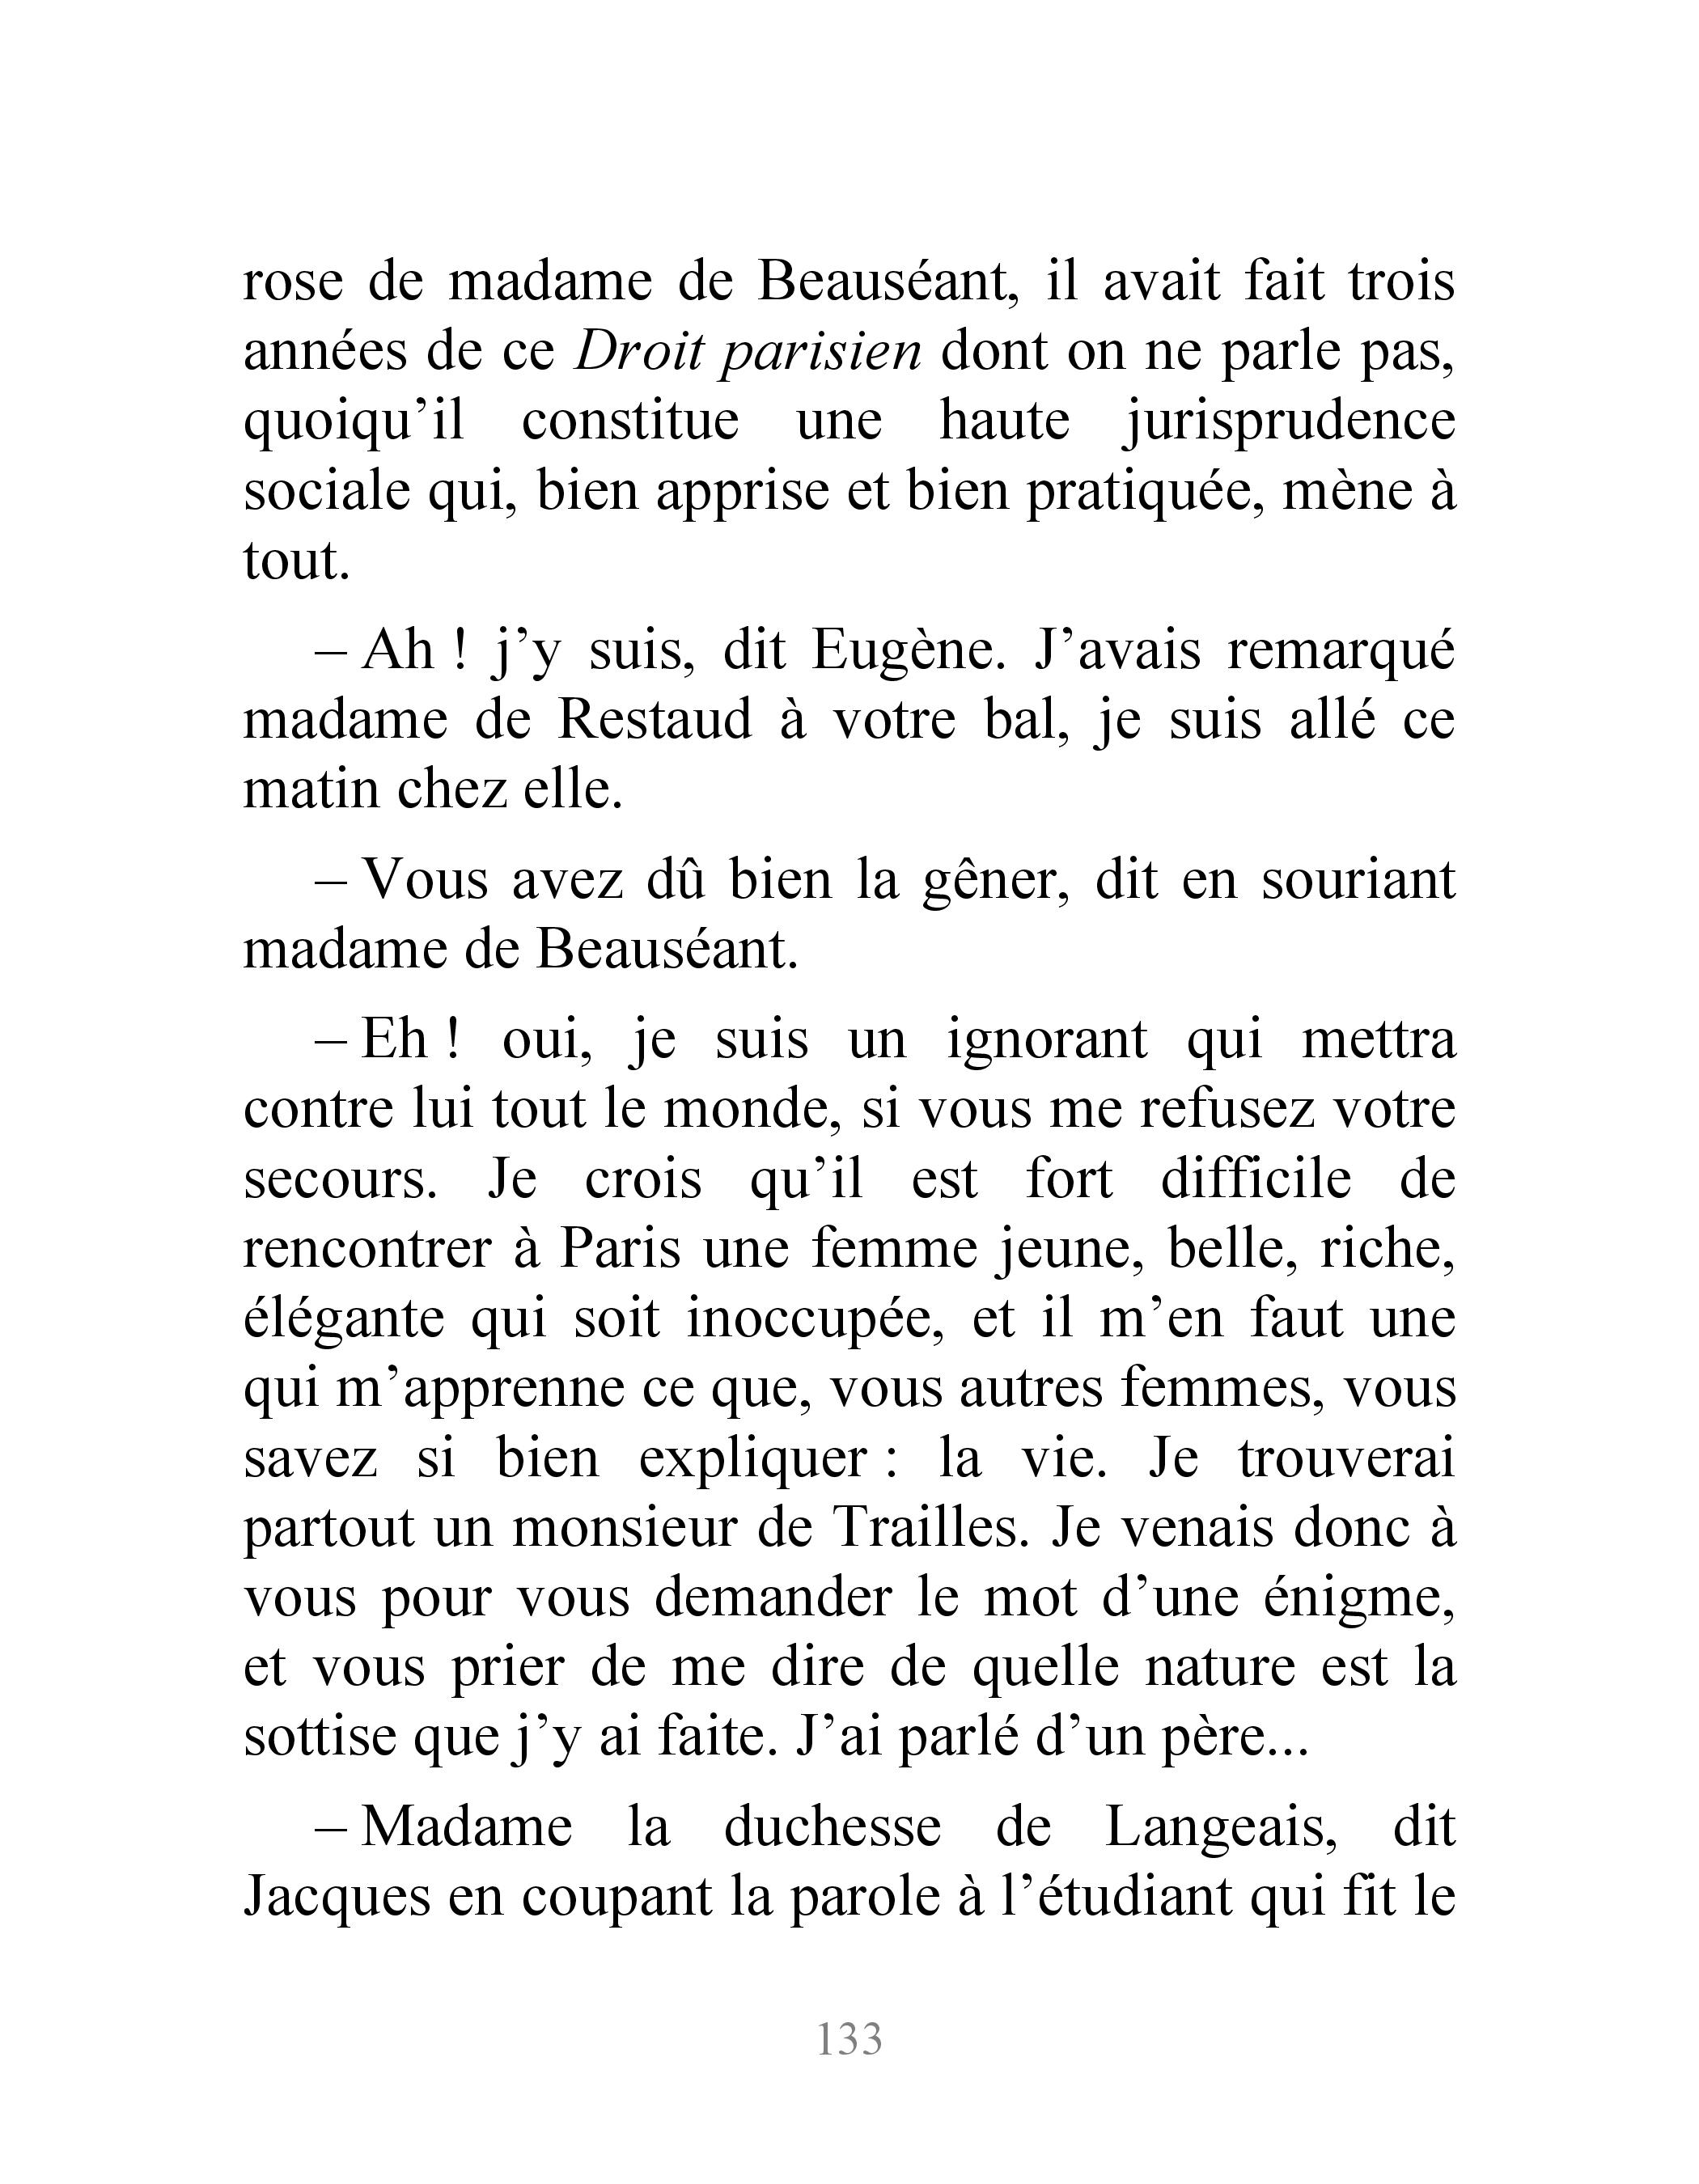 rose de madame de Beauséant, il avait fait trois
années de ce Droit parisien dont on ne parle pas,
quoiqu’il constitue une haute jurisprudence
sociale qui, bien apprise et bien pratiquée, mène à
tout.
– Ah ! j’y suis, dit Eugène. J’avais remarqué
madame de Restaud à votre bal, je suis allé ce
matin chez elle.
– Vous avez dû bien la gêner, dit en souriant
madame de Beauséant.
– Eh ! oui, je suis un ignorant qui mettra
contre lui tout le monde, si vous me refusez votre
secours. Je crois qu’il est fort difficile de
rencontrer à Paris une femme jeune, belle, riche,
élégante qui soit inoccupée, et il m’en faut une
qui m’apprenne ce que, vous autres femmes, vous
savez si bien expliquer : la vie. Je trouverai
partout un monsieur de Trailles. Je venais donc à
vous pour vous demander le mot d’une énigme,
et vous prier de me dire de quelle nature est la
sottise que j’y ai faite. J’ai parlé d’un père...
– Madame la duchesse de Langeais, dit
Jacques en coupant la parole à l’étudiant qui fit le
133